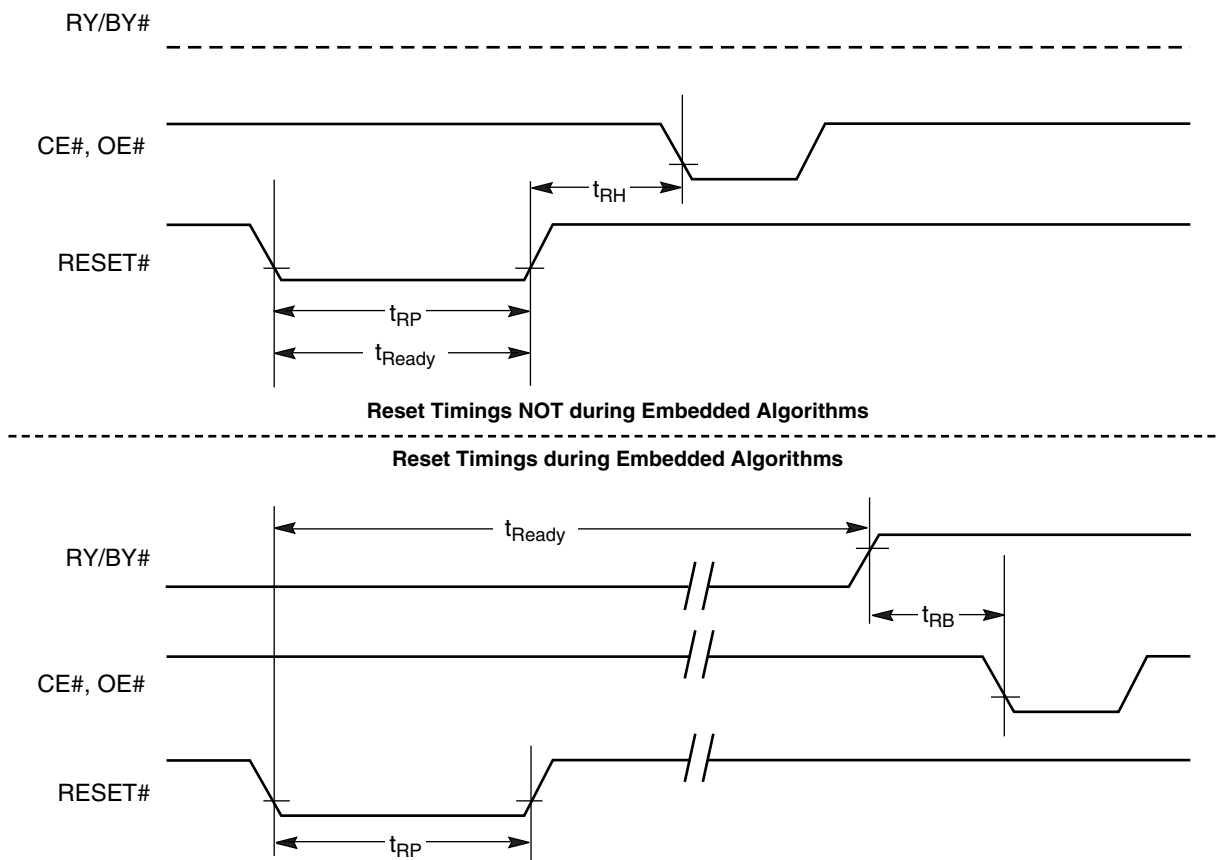 RY/BY#
CE#, OE#
tRH
RESET#
tRP
tReady
Reset Timings NOT during Embedded Algorithms
Reset Timings during Embedded Algorithms
tReady
RY/BY#
tRB
CE#, OE#
RESET#
tRP